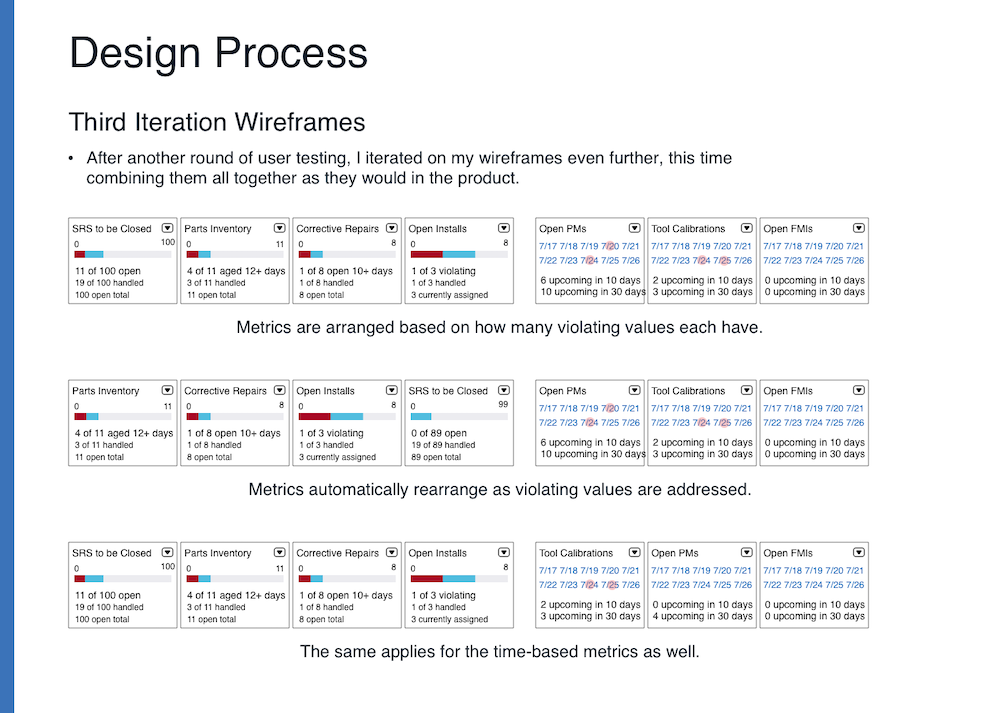 Design Process
Third Iteration Wireframes
• After another round of user testing, I iterated on my wireframes even further, this time
combining them all together as they would in the product.
SRS to be Closed
0 100
11 of 100 open
19 of 100 handled
100 open total
Parts Inventory
0 11
4 of 11 aged 12+ days
3 of 11 handled
11 open total
Corrective Repairs
0 8
1 of 8 open 10+ days
1 of 8 handled
8 open total
Open Installs
0 8
1 of 3 violating
1 of 3 handled
3 currently assigned
Open PMs
7/17 7/18 7/19 7/20 7/21
7/22 7/23 7/24 7/25 7/26
6 upcoming in 10 days
10 upcoming in 30 days
Tool Calibrations
7/17 7/18 7/19 7/20 7/21
7/22 7/23 7/24 7/25 7/26
2 upcoming in 10 days
3 upcoming in 30 days
Open FMIs
7/17 7/18 7/19 7/20 7/21
7/22 7/23 7/24 7/25 7/26
0 upcoming in 10 days
0 upcoming in 30 days
Metrics are arranged based on how many violating values each have.
Parts Inventory
0 11
4 of 11 aged 12+ days
3 of 11 handled
11 open total
Corrective Repairs
0 8
1 of 8 open 10+ days
1 of 8 handled
8 open total
Open Installs
0 8
1 of 3 violating
1 of 3 handled
3 currently assigned
SRS to be Closed
0 99
0 of 89 open
19 of 89 handled
89 open total
Open PMs
7/17 7/18 7/19 7/20 7/21
7/22 7/23 7/24 7/25 7/26
6 upcoming in 10 days
10 upcoming in 30 days
Tool Calibrations
7/17 7/18 7/19 7/20 7/21
7/22 7/23 7/24 7/25 7/26
2 upcoming in 10 days
3 upcoming in 30 days
Open FMIs
7/17 7/18 7/19 7/20 7/21
7/22 7/23 7/24 7/25 7/26
0 upcoming in 10 days
0 upcoming in 30 days
Metrics automatically rearrange as violating values are addressed.
SRS to be Closed
0 100
11 of 100 open
19 of 100 handled
100 open total
Parts Inventory
0 11
4 of 11 aged 12+ days
3 of 11 handled
11 open total
Corrective Repairs
0 8
1 of 8 open 10+ days
1 of 8 handled
8 open total
Open Installs
0 8
1 of 3 violating
1 of 3 handled
3 currently assigned
Tool Calibrations
7/17 7/18 7/19 7/20 7/21
7/22 7/23 7/24 7/25 7/26
2 upcoming in 10 days
3 upcoming in 30 days
Open PMs
7/17 7/18 7/19 7/20 7/21
7/22 7/23 7/24 7/25 7/26
0 upcoming in 10 days
4 upcoming in 30 days
Open FMIs
7/17 7/18 7/19 7/20 7/21
7/22 7/23 7/24 7/25 7/26
0 upcoming in 10 days
0 upcoming in 30 days
The same applies for the time-based metrics as well.